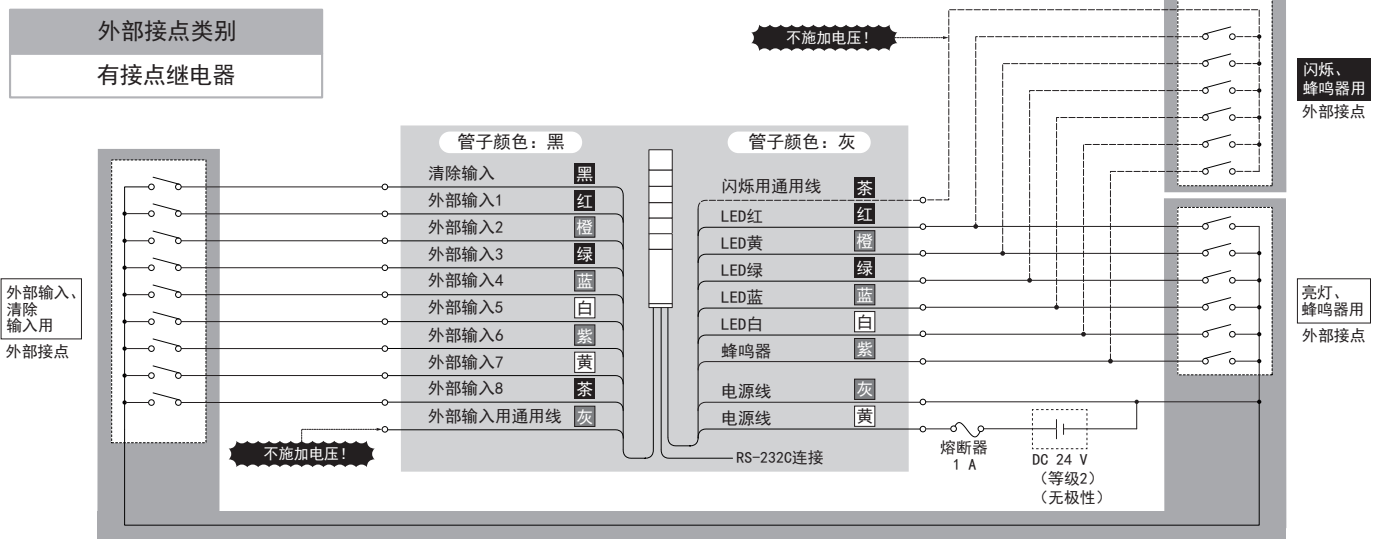 外部接点类别
有接点继电器
不施加电压！
闪烁、
蜂鸣器用
外部接点
管子颜色：黑
清除输入 黑
外部输入1 红
外部输入2 橙
外部输入3 绿
外部输入4 蓝
外部输入5 白
外部输入6 紫
外部输入7 黄
外部输入8 茶
外部输入用通用线 灰
管子颜色：灰
闪烁用通用线 茶
LED红 红
LED黄 橙
LED绿 绿
LED蓝 蓝
LED白 白
蜂鸣器 紫
电源线 灰
电源线 黄
RS-232C连接
外部输入、
清除
输入用
外部接点
不施加电压！
亮灯、
蜂鸣器用
外部接点
熔断器
1 A
DC 24 V
（等级2）
（无极性）